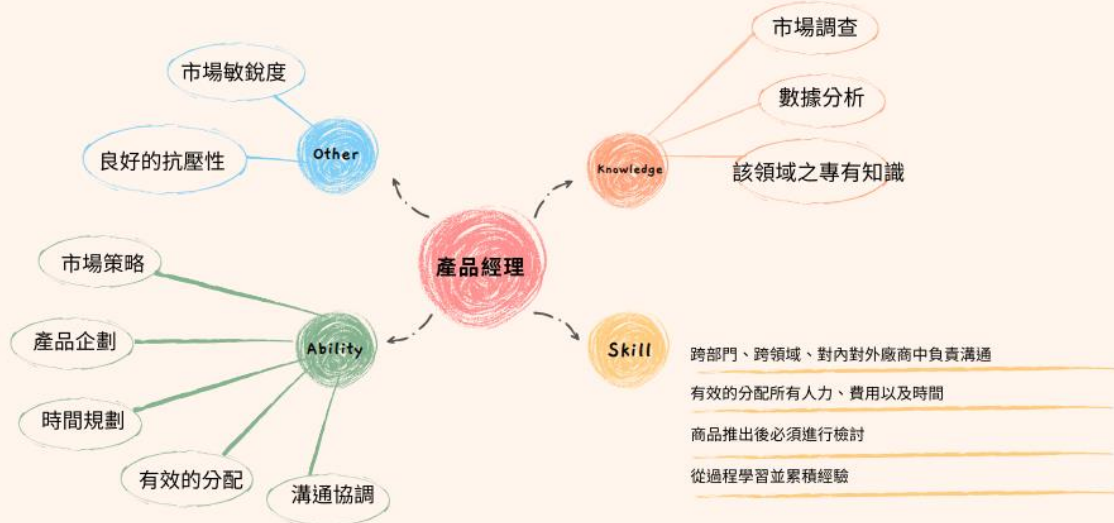 市場敏銳度
良好的抗壓性
Other
市場調查
數據分析
該領域之專有知識
Knowledge
產品經理
市場策略
產品企劃
時間規劃
有效的分配
溝通協調
Ability
Skill
跨部門、跨領域、對內對外廠商中負責溝通
有效的分配所有人力、費用以及時間
商品推出後必須進行檢討
從過程學習並累積經驗